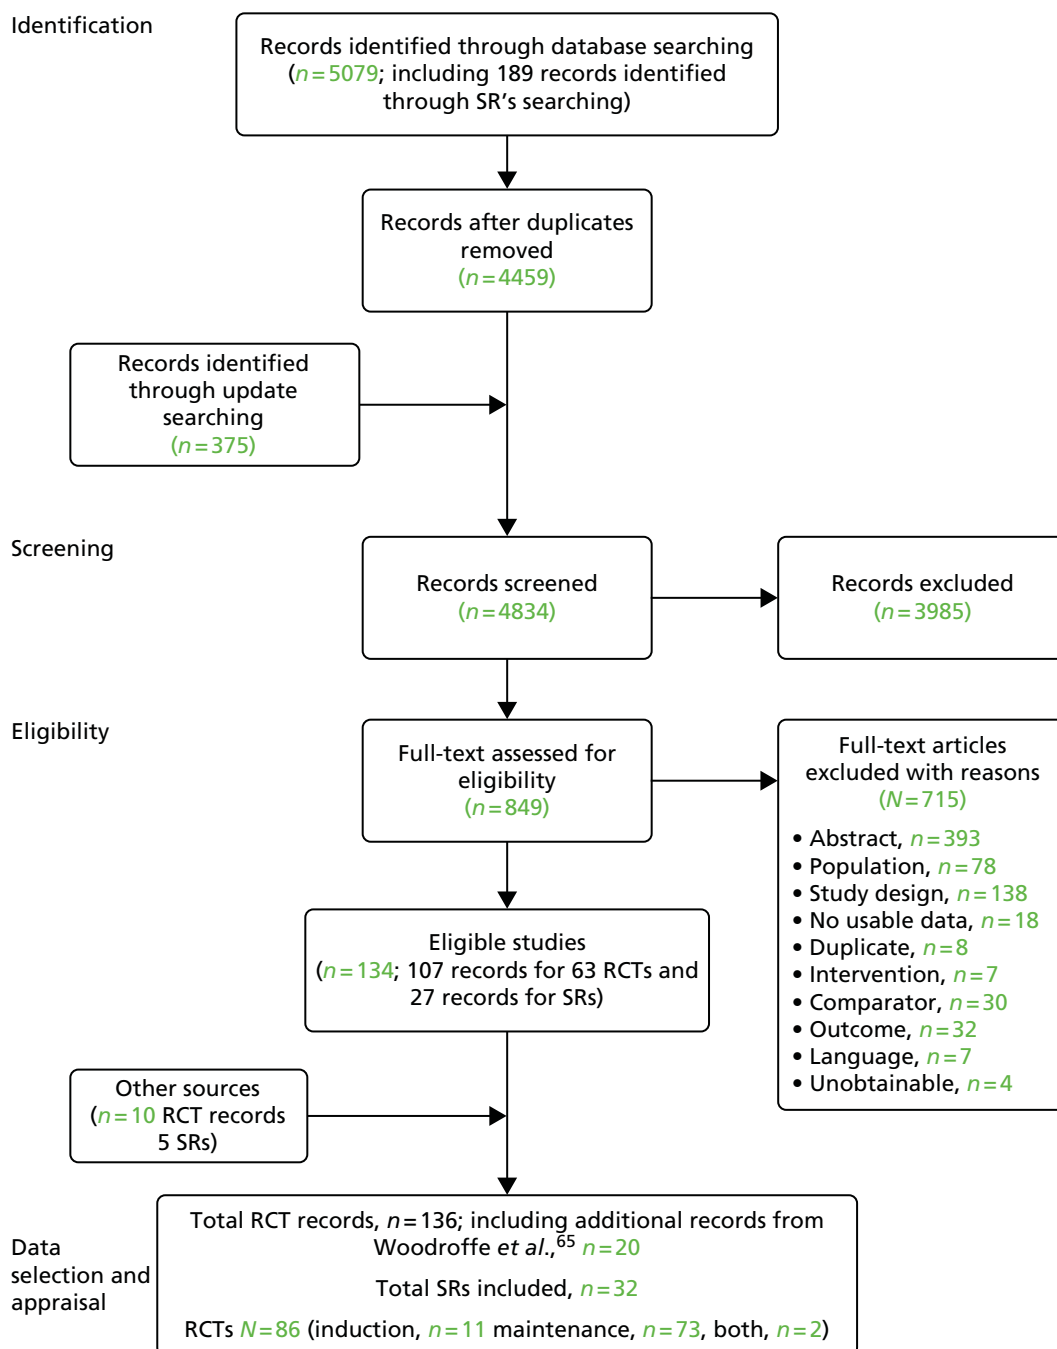 Identification
Records identified through database searching
(n=5079; including 189 records identified
through SR's searching)
Records after duplicates
removed
(n=4459)
Records identified
through update
searching
(n=375)
Screening
Records screened
(n=4834)
Records excluded
(n=3985)
Eligibility
Full-text assessed for
eligibility
(n=849)
Full-text articles
excluded with reasons
(N=715)
• Abstract, n=393
• Population, n=78
• Study design, n=138
• No usable data, n=18
• Duplicate, n=8
• Intervention, n=7
• Comparator, n=30
• Outcome, n=32
• Language, n=7
• Unobtainable, n=4
Eligible studies
(n=134; 107 records for 63 RCTs and
27 records for SRs)
Other sources
(n=10 RCT records
5 SRs)
Data
selection and
appraisal
Total RCT records, n=136; including additional records from
Woodroffe et al.,65 n=20
Total SRs included, n=32
RCTs N=86 (induction, n=11 maintenance, n=73, both, n=2)